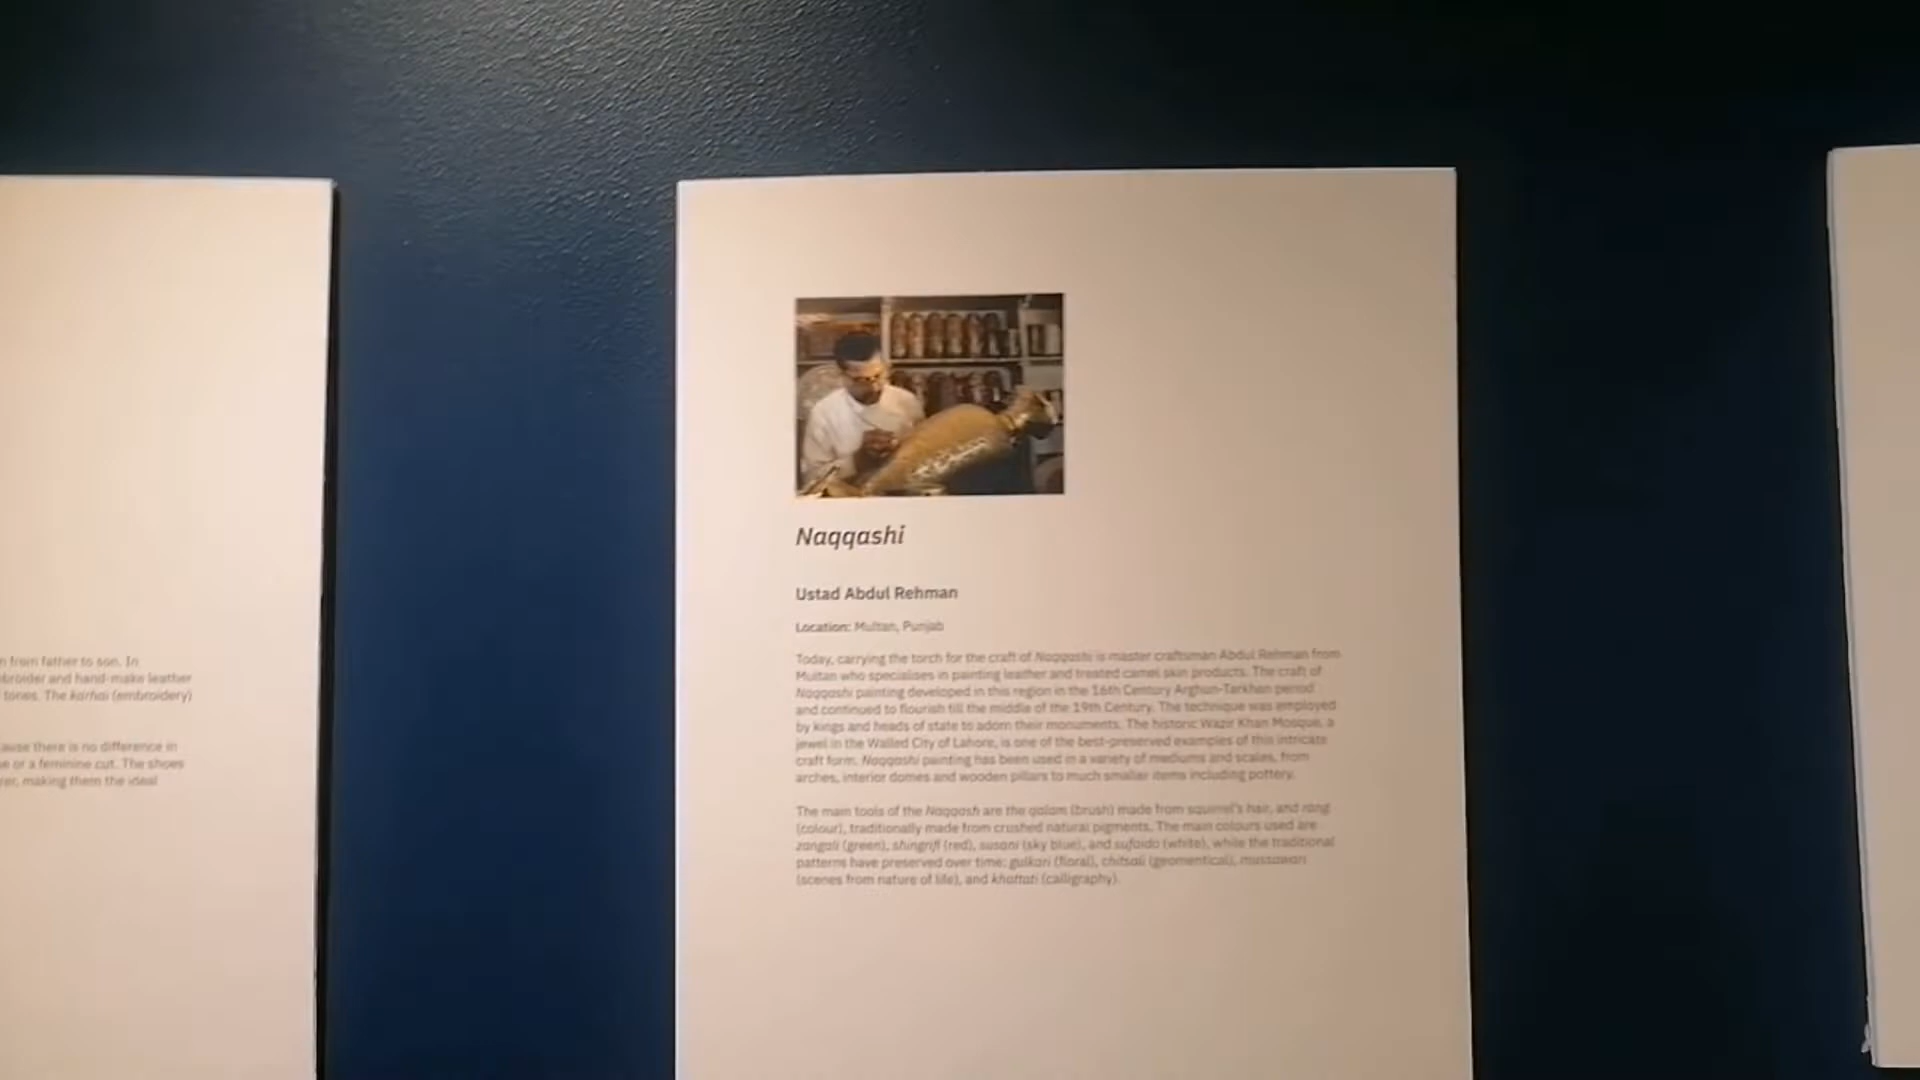 n from father to son. In
broider and hand-make leather
tones. The karhai (embroidery)
ause there is no difference in
e or a feminine cut. The shoes
er, making them the ideal
Naqqashi
Ustad Abdul Rehman
Location: Multan, Punjab
Today, carrying the torch for the craft of Naqqashi is master craftsman Abdul Rehman from
Multan who specialises in painting leather and treated camel skin products. The craft of
Naqqashi painting developed in this region in the 16th Century Arghun-Tarkhan period
and continued to flourish till the middle of the 19th Century. The technique was employed
by kings and heads of state to adorn their monuments. The historic Wazir Khan Mosque, a
jewel in the Walled City of Lahore, is one of the best-preserved examples of this intricate
craft form. Naqqashi painting has been used in a variety of mediums and scales, from
arches, interior domes and wooden pillars to much smaller items including pottery.
The main tools of the Naqqash are the qalam (brush) made from squirrel's hair, and rang
(colour), traditionally made from crushed natural pigments. The main colours used are
zangali (green), shingrifi (red), susani (sky blue), and sufaida (white), while the traditional
patterns have preserved over time: gulkari (floral), chitsali (geomentical), mussawari
(scenes from nature of life), and khattati (calligraphy).